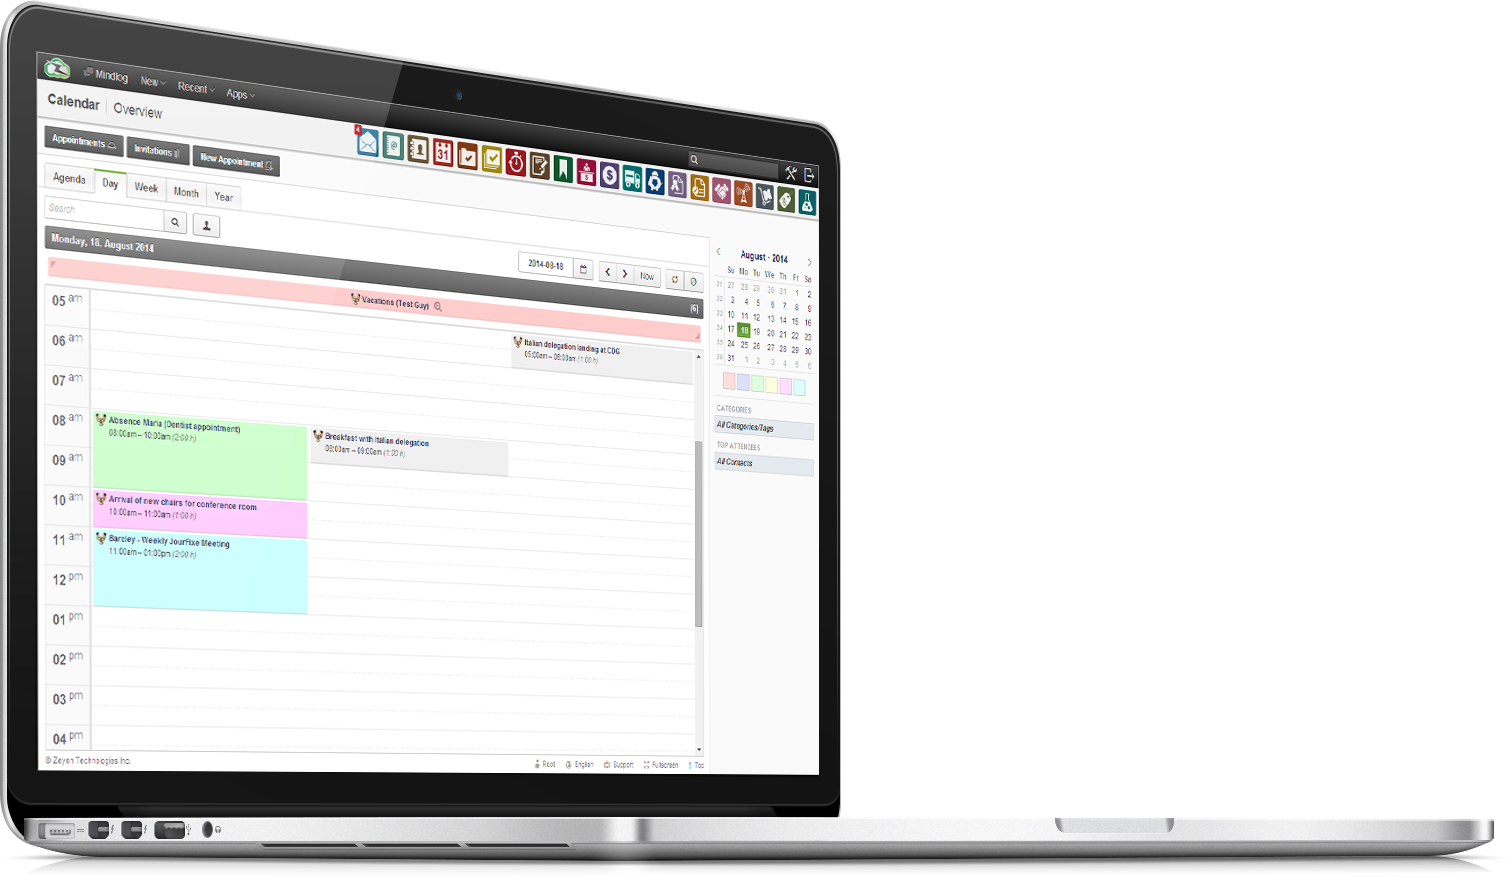 Mindlog New Recent Apps
Calendar Overview
4
31
Appointments Invitations New Appointment
Agenda Day Week Month Year
Search
Monday, 18. August 2014
2014-08-18 Now
(6)
Vacations (Test Guy)
05 am
06 am
07 am
08 am
09 am
10 am
11 am
12 pm
01 pm
02 pm
03 pm
04 pm
Italian delegation landing at CDG
05:00am – 06:00am (1:00 h)
Absence Maria (Dentist appointment)
08:00am – 10:00am (2:00 h)
Breakfast with Italian delegation
08:00am – 09:00am (1:00 h)
Arrival of new chairs for conference room
10:00am – 11:00am (1:00 h)
Barcley - Weekly JourFixe Meeting
11:00am – 01:00pm (2:00 h)
August - 2014
Su Mo Tu We Th Fr Sa
31 27 28 29 30 31 1 2
32 3 4 5 6 7 8 9
33 10 11 12 13 14 15 16
34 17 18 19 20 21 22 23
35 24 25 26 27 28 29 30
36 31 1 2 3 4 5 6
CATEGORIES
All Categories/Tags
TOP ATTENDEES
All Contacts
© Zeyon Technologies Inc.
Root English Support Fullscreen Top